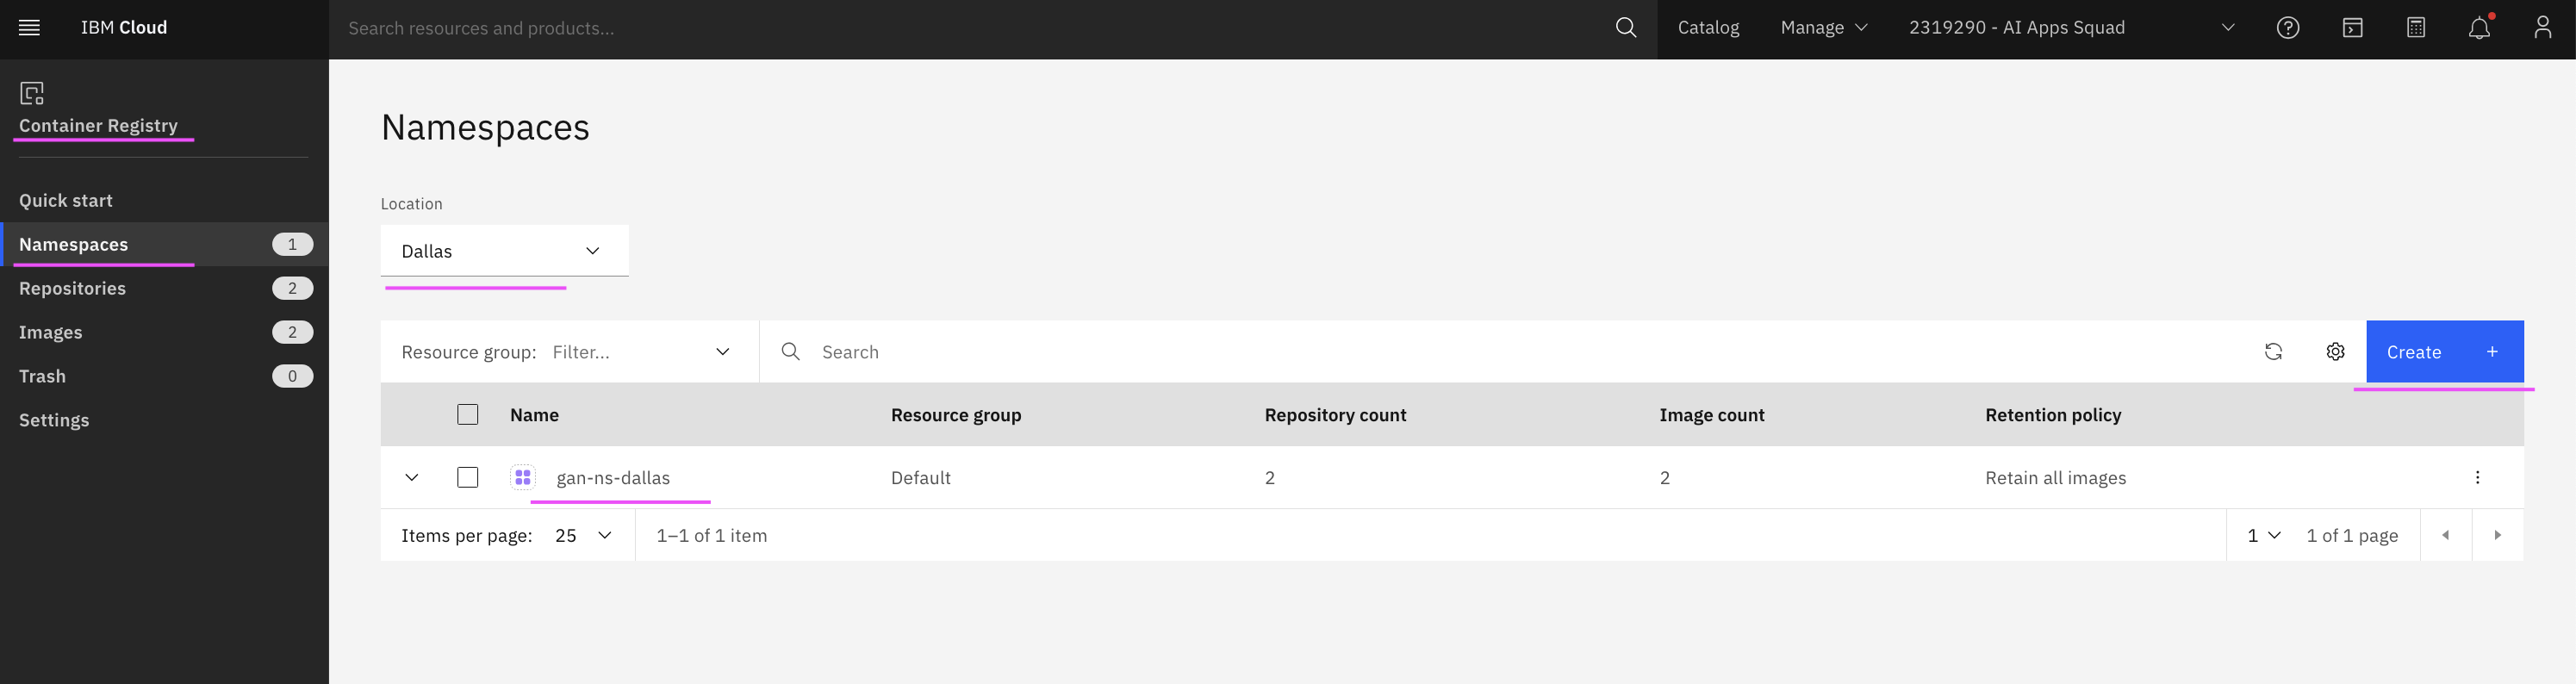 IBM Cloud
Search resources and products...
Catalog
Manage
2319290 - AI Apps Squad
Container Registry
Quick start
Namespaces 1
Repositories 2
Images 2
Trash 0
Settings
Namespaces
Location
Dallas
Resource group: Filter...
Search
Create +
Name Resource group Repository count Image count Retention policy
gan-ns-dallas Default 2 2 Retain all images
Items per page: 25 1–1 of 1 item 1 1 of 1 page